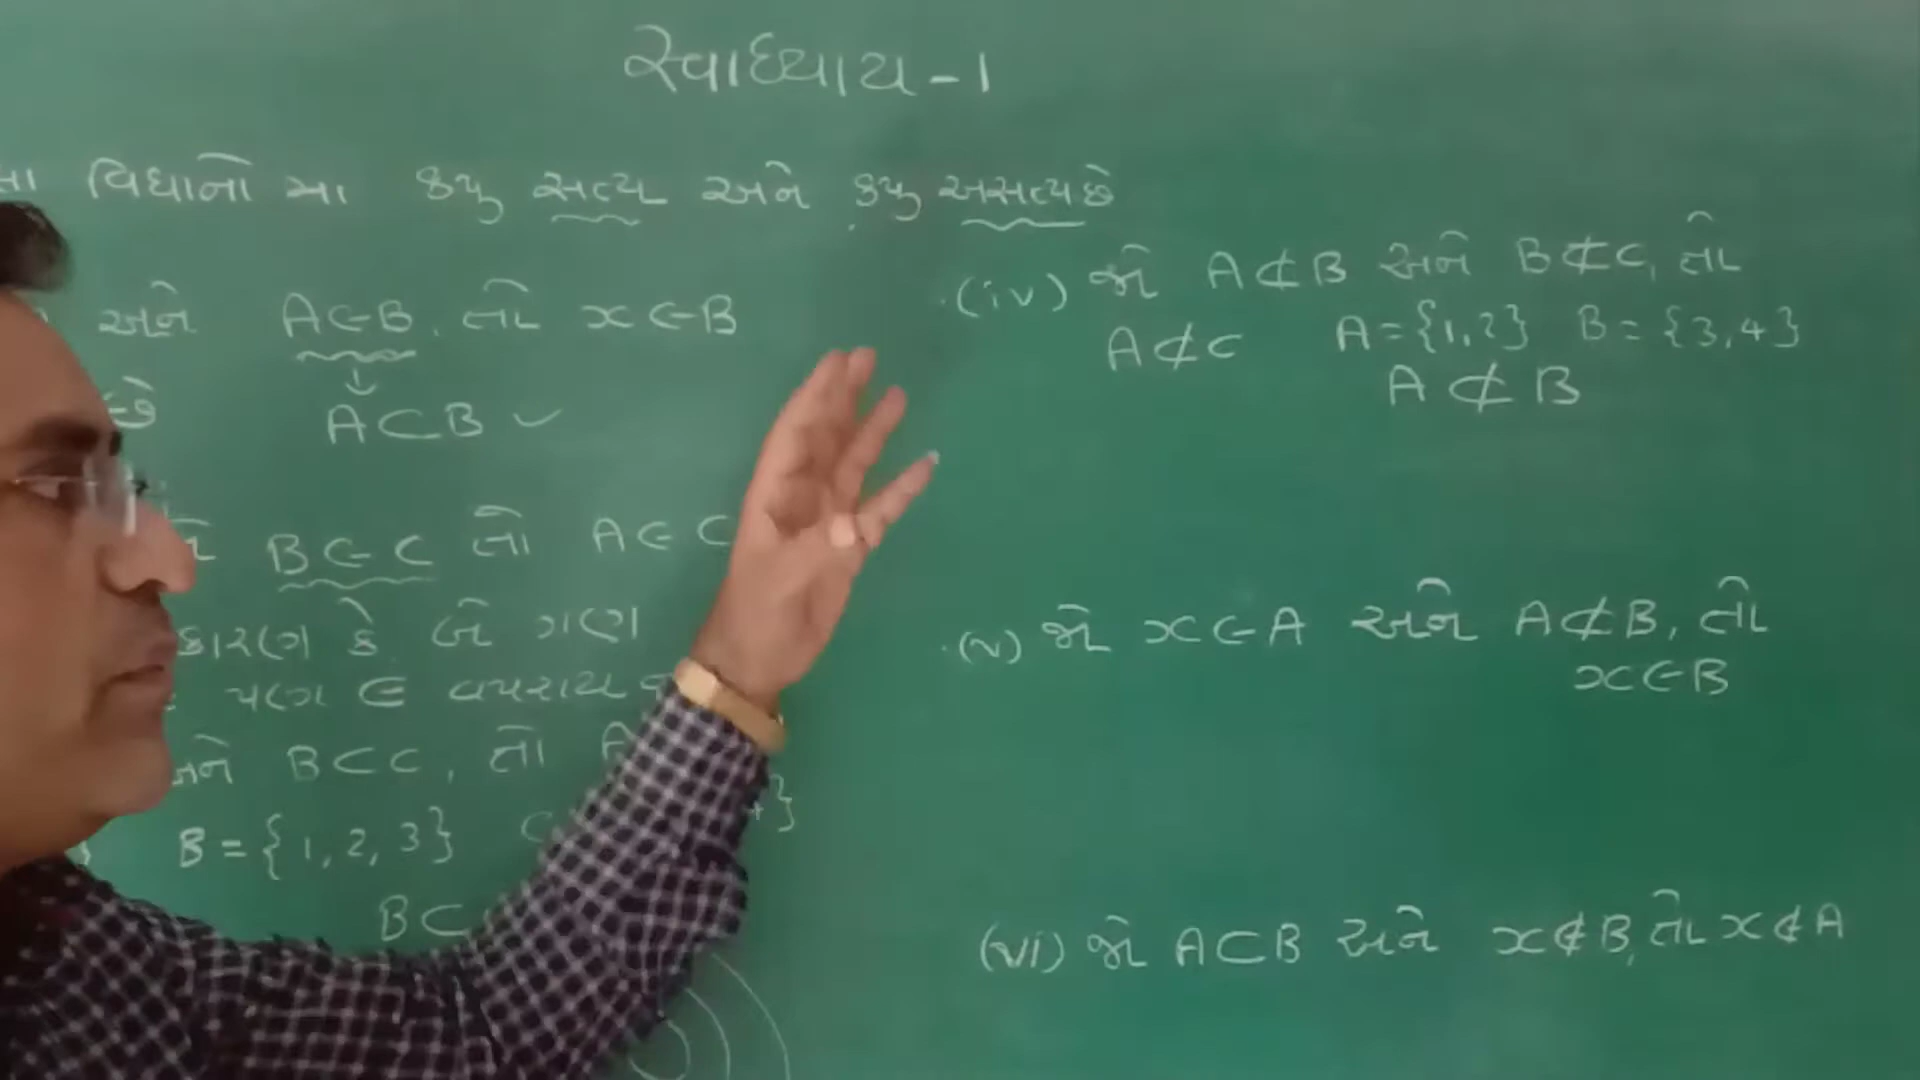 સ્વાધ્યાય-1
વિધાનો મા કયુ સત્ય અને કયુ અસત્ય છે
અને A∈B, તો x∈B
છે A⊂B ✓
B∈C તો A∈C
કારણ કે બે ગણ
પણ ∈ વપરાય
અને B⊂C, તો A
B={1,2,3} C
B⊂
(iv) જો A⊄B અને B⊄C, તો
A⊄C A={1,2} B={3,4}
A⊄B
(v) જો x∈A અને A⊄B, તો
x∈B
(vi) જો A⊂B અને x∉B, તો x∉A